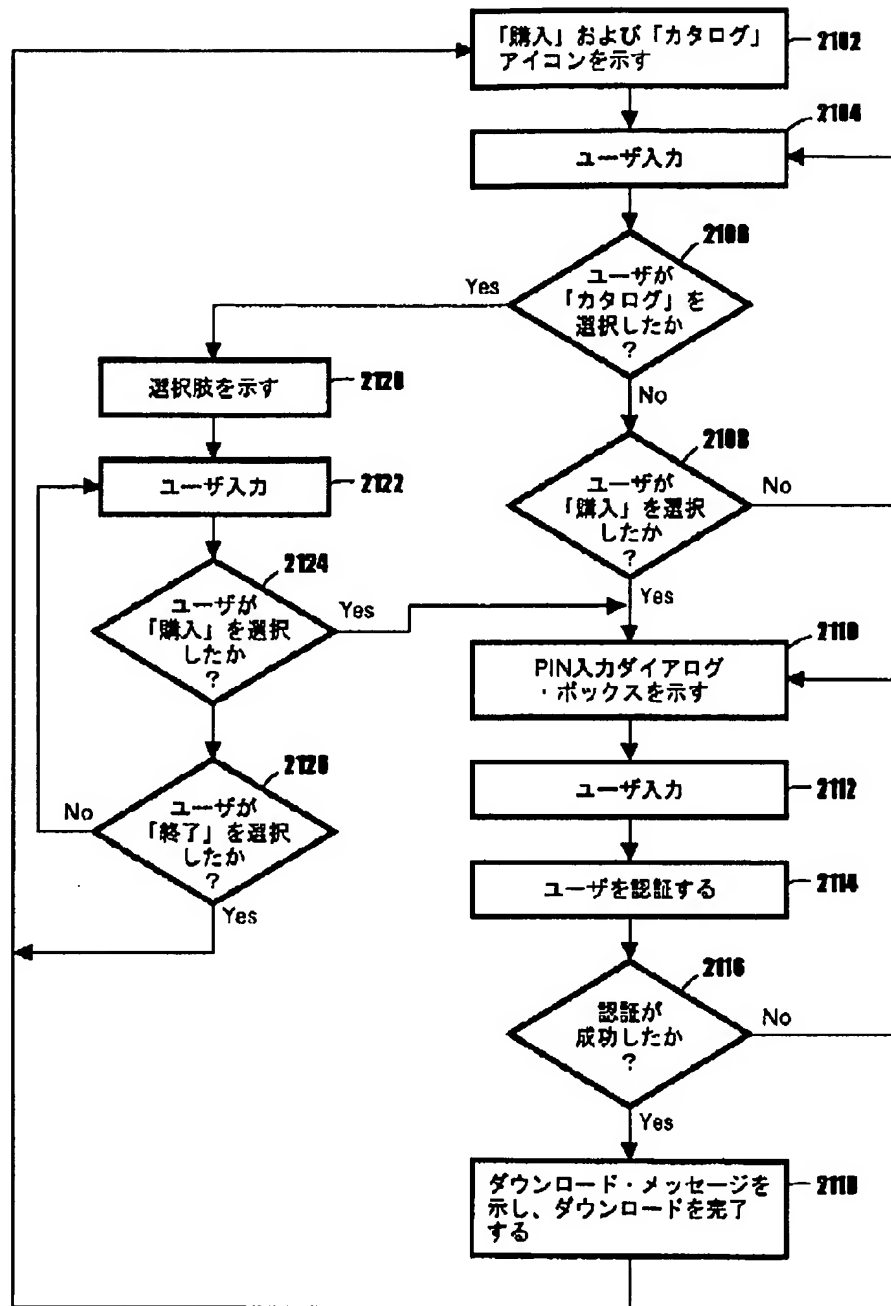 「購入」および「カタログ」
アイコンを示す
2102
2104
ユーザ入力
2106
ユーザが
「カタログ」を
選択したか
?
Yes
No
選択肢を示す
2120
2108
ユーザが
「購入」を選択
したか
?
No
Yes
ユーザ入力
2122
2124
ユーザが
「購入」を選択
したか
?
Yes
2110
PIN入力ダイアログ
・ボックスを示す
2126
ユーザが
「終了」を選択
したか
?
No
Yes
ユーザ入力
2112
ユーザを認証する
2114
2116
認証が
成功したか
?
No
Yes
ダウンロード・メッセージを
示し、ダウンロードを完了
する
2118